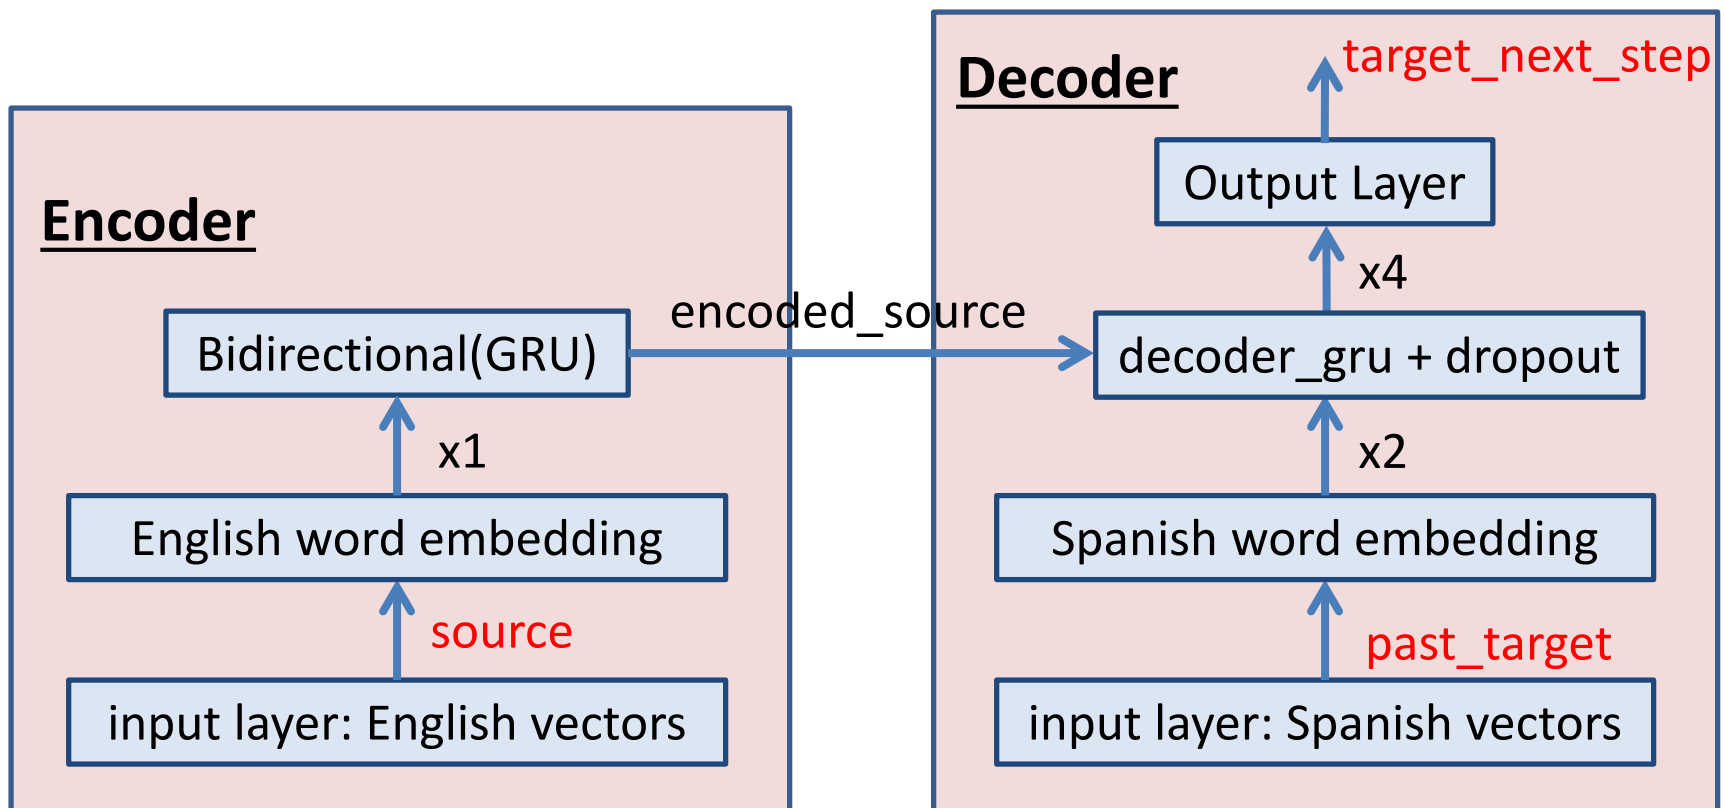 Encoder
Bidirectional(GRU)
x1
English word embedding
source
input layer: English vectors
encoded_source
Decoder
target_next_step
Output Layer
x4
decoder_gru + dropout
x2
Spanish word embedding
past_target
input layer: Spanish vectors